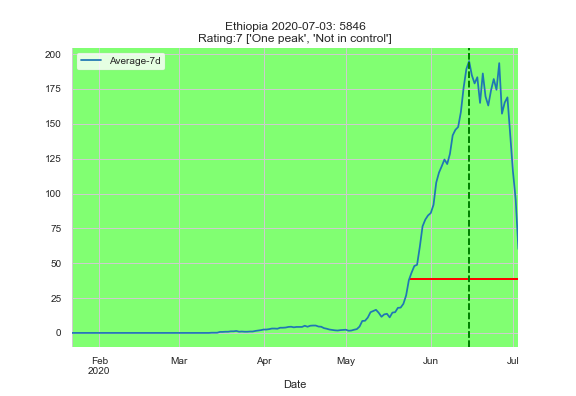 Ethiopia 2020-07-03: 5846
Rating:7 ['One peak', 'Not in control']
Average-7d
200
175
150
125
100
75
50
25
0
Feb
2020
Mar
Apr
May
Jun
Jul
Date